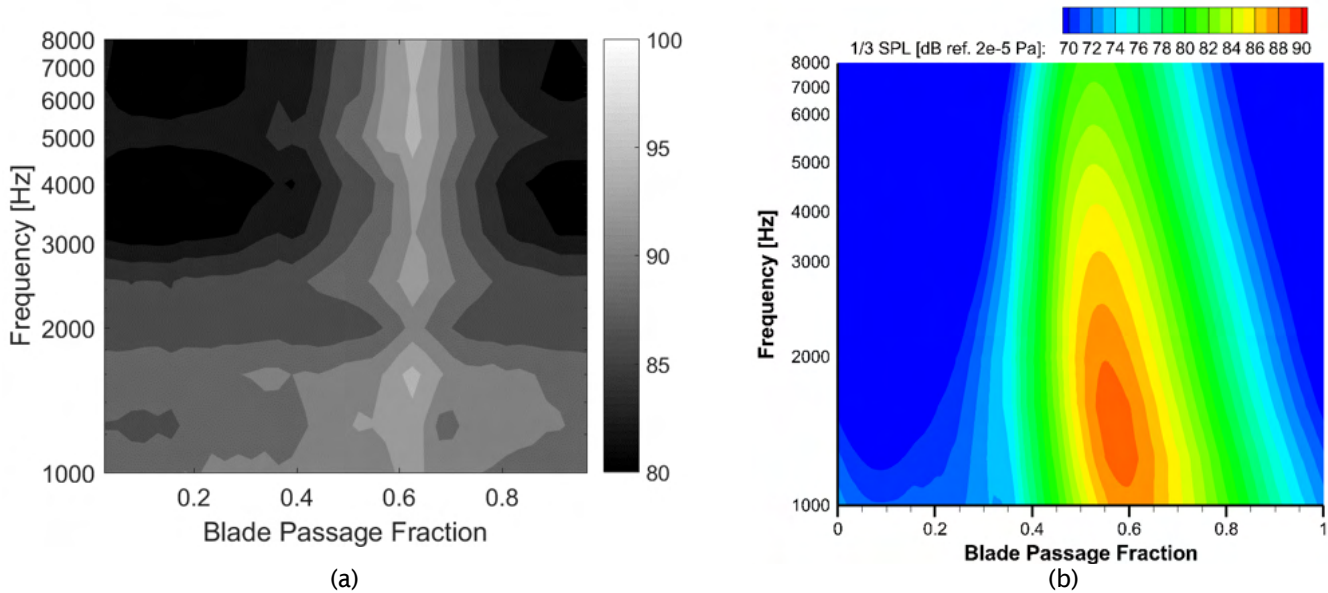 8000
7000
6000
5000
4000
3000
2000
1000
Frequency [Hz]
0.2 0.4 0.6 0.8
Blade Passage Fraction
100
95
90
85
80
(a)
1/3 SPL [dB ref. 2e-5 Pa]: 70 72 74 76 78 80 82 84 86 88 90
8000
7000
6000
5000
4000
3000
2000
1000
Frequency [Hz]
0 0.2 0.4 0.6 0.8 1
Blade Passage Fraction
(b)